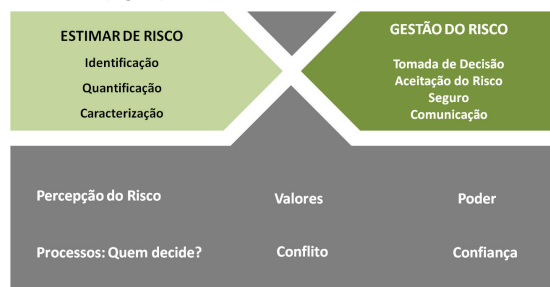 ESTIMAR DE RISCO
Identificação
Quantificação
Caracterização
GESTÃO DO RISCO
Tomada de Decisão
Aceitação do Risco
Seguro
Comunicação
Percepção do Risco
Valores
Poder
Processos: Quem decide?
Conflito
Confiança